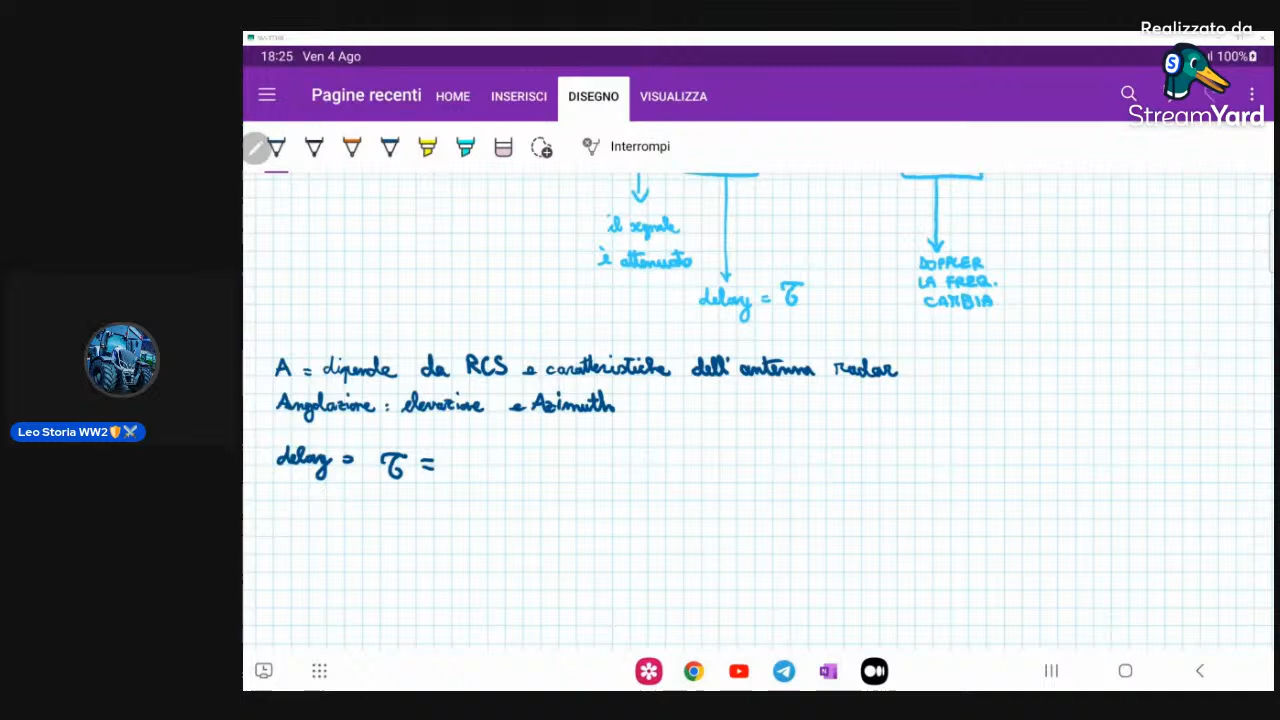 Realizzato da
StreamYard
18:25 Ven 4 Ago
100%
Pagine recenti HOME INSERISCI DISEGNO VISUALIZZA
Interrompi
il segnale
è attenuato
delay = τ
DOPPLER
LA FREQ.
CAMBIA
A = dipende da RCS e caratteristiche dell' antenna radar
Angolazione : elevazione e Azimuth
delay = τ =
Leo Storia WW2🛡️⚔️